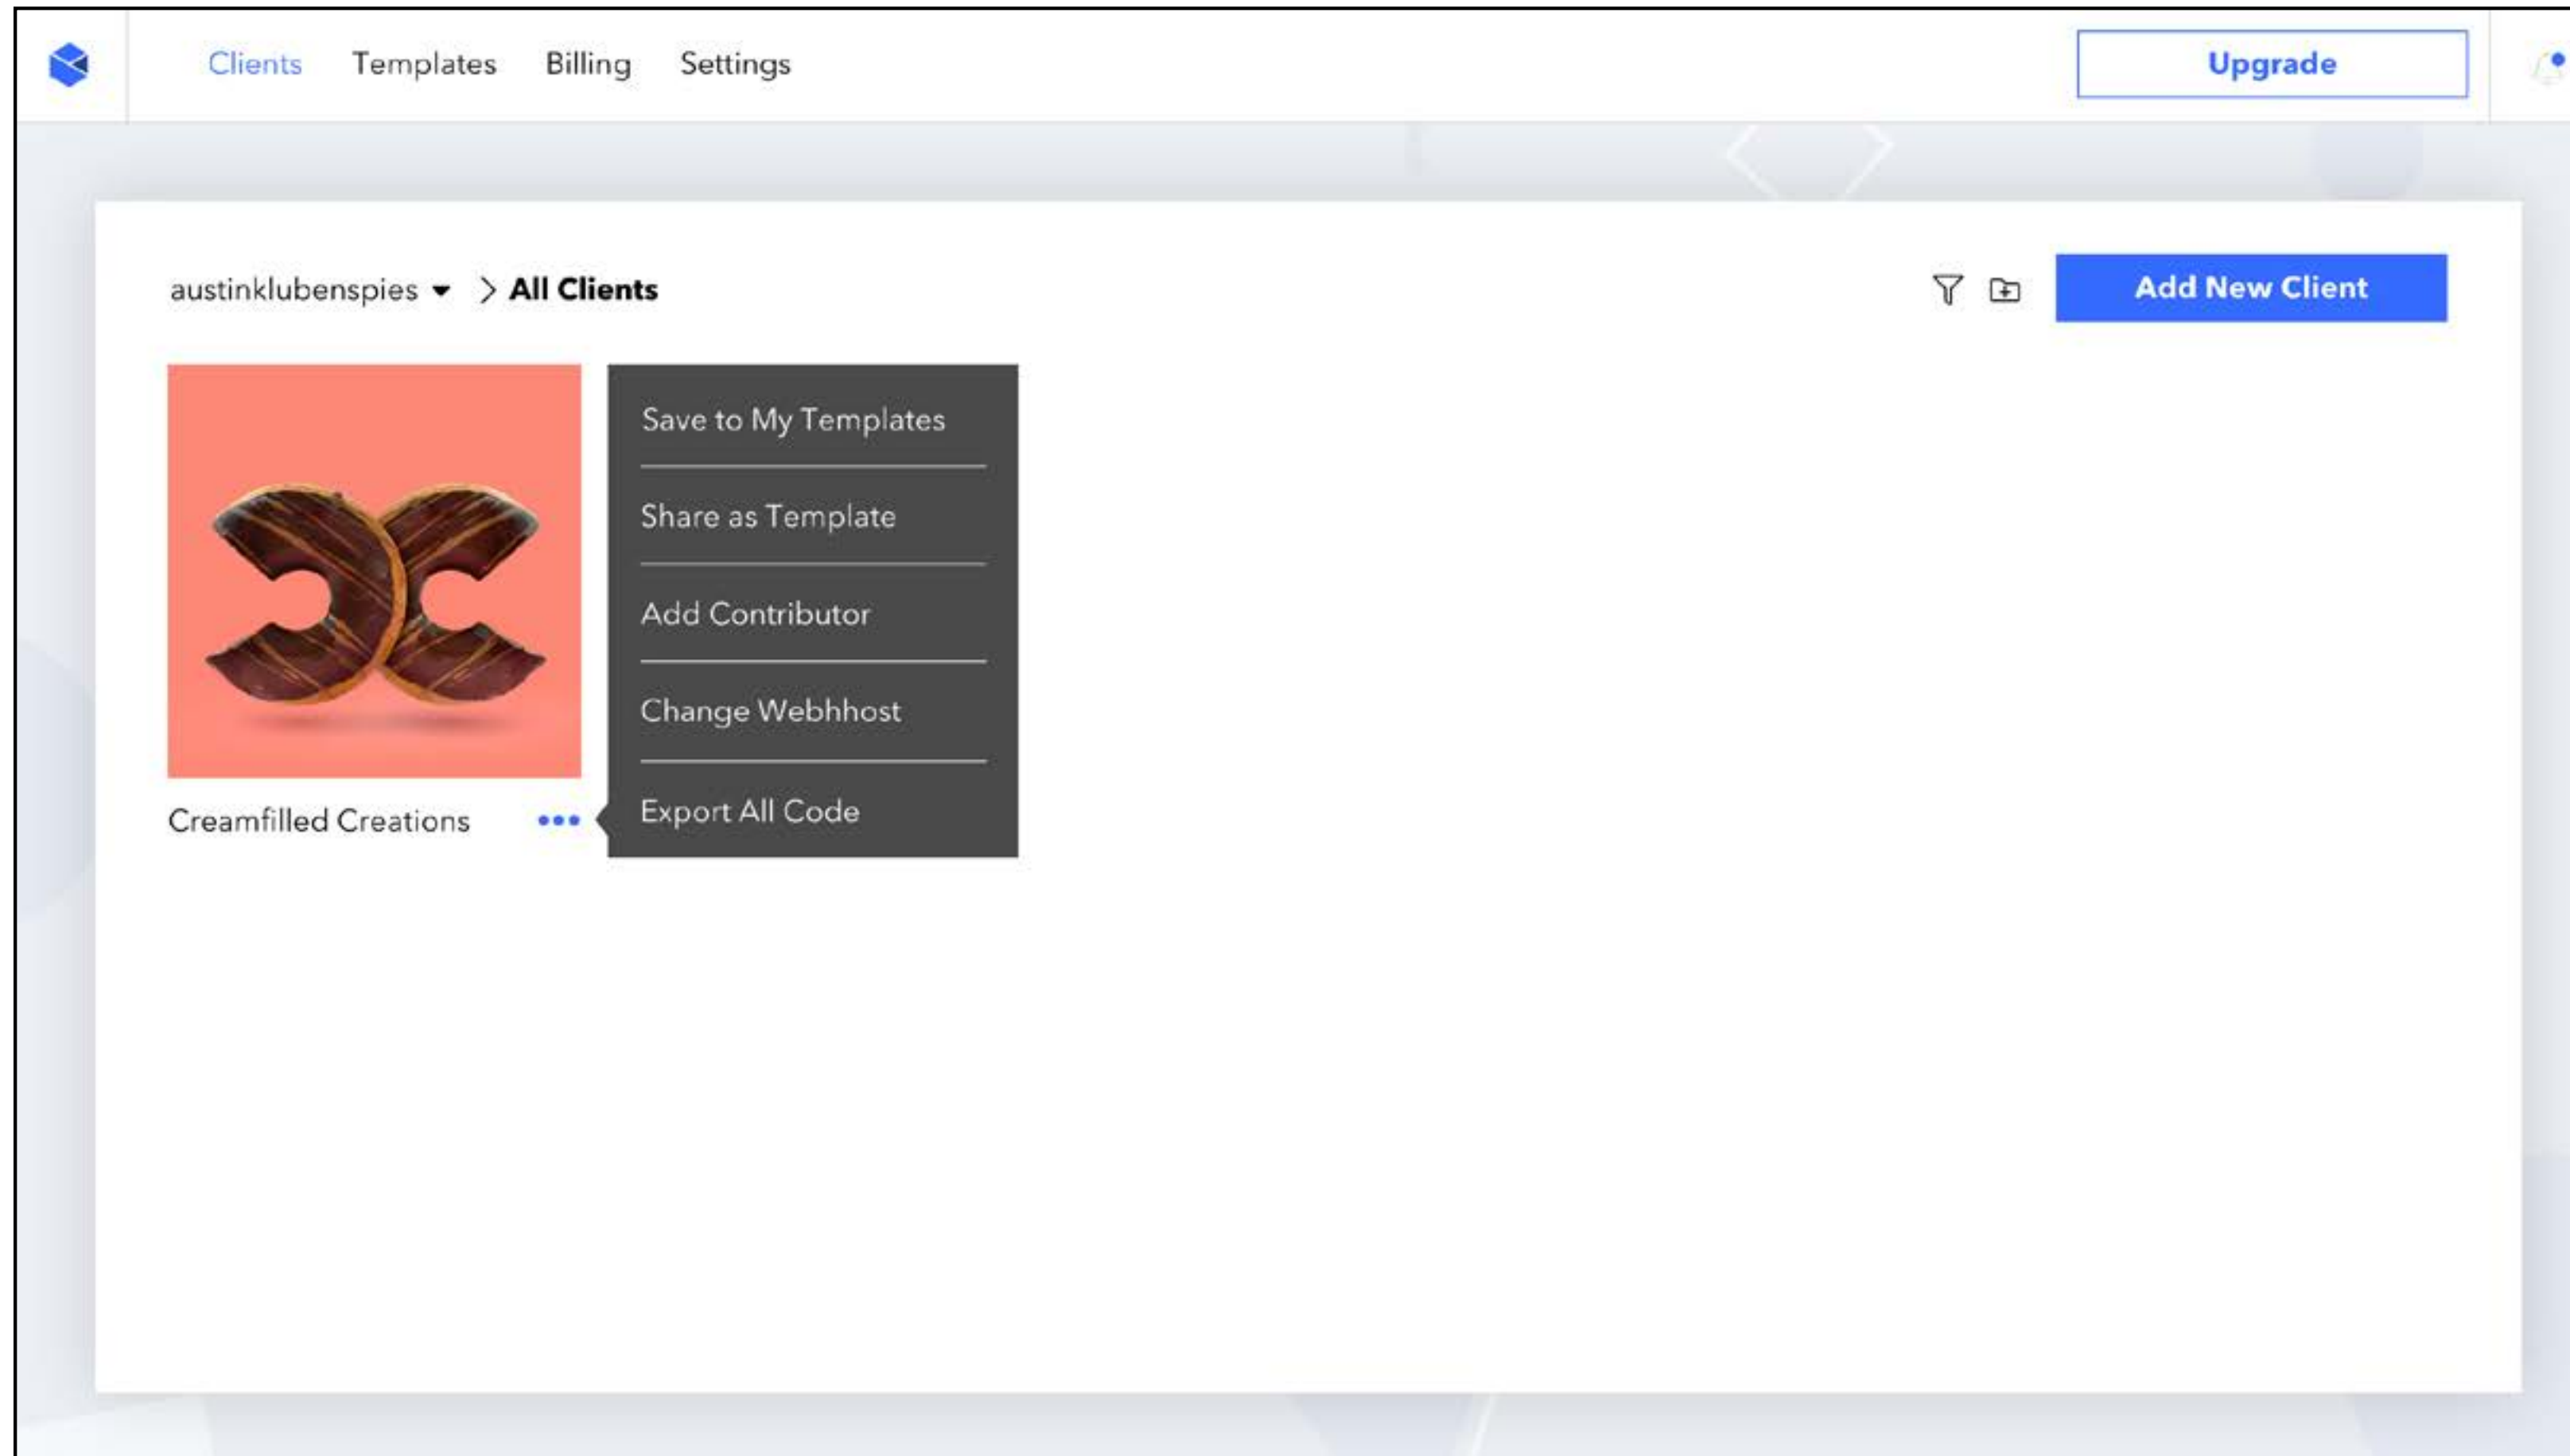 Clients Templates Billing Settings Upgrade
austinklubenspies > All Clients Add New Client
Save to My Templates
Share as Template
Add Contributor
Change Webhhost
Export All Code
Creamfilled Creations